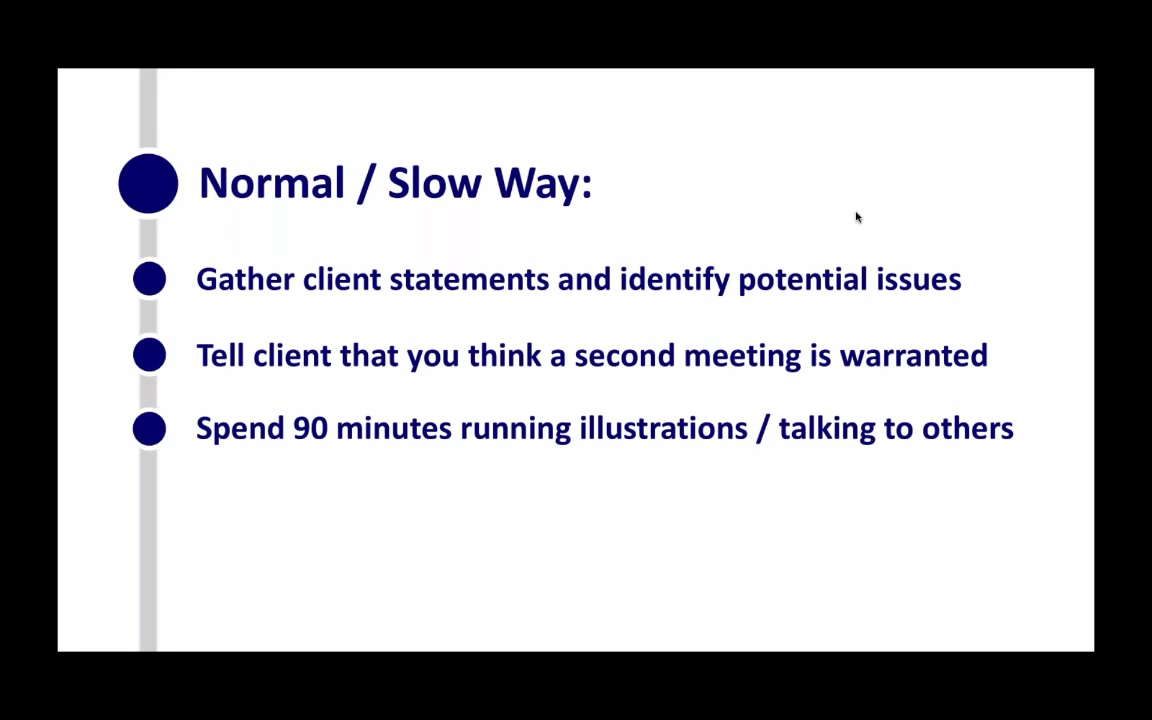 Normal / Slow Way:
Gather client statements and identify potential issues
Tell client that you think a second meeting is warranted
Spend 90 minutes running illustrations / talking to others